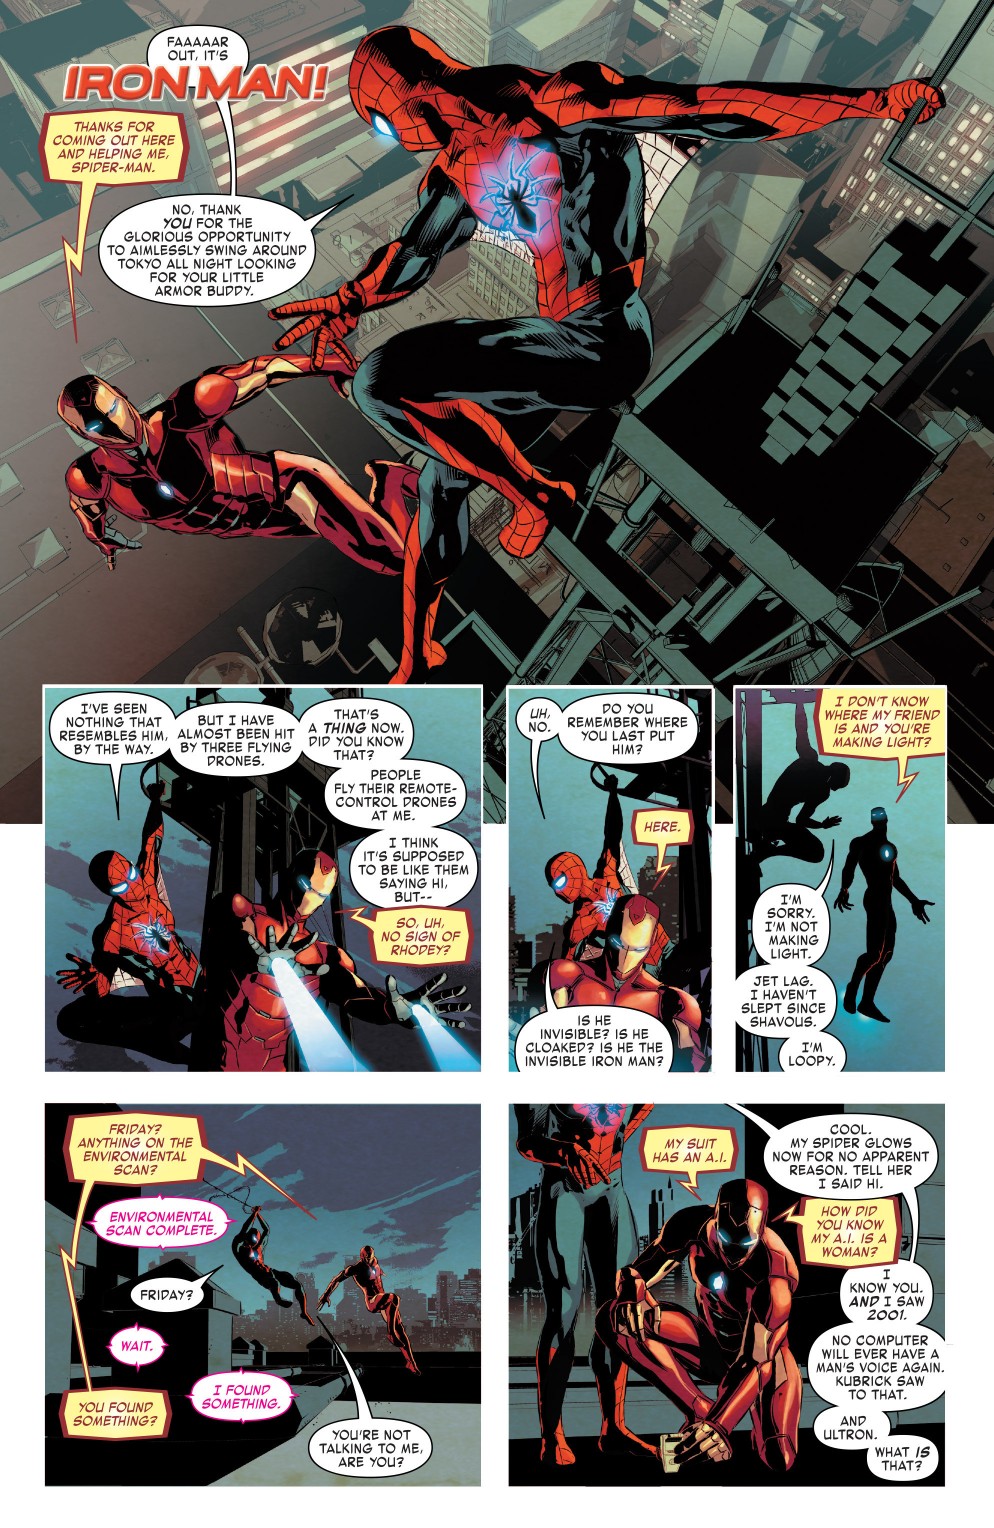 FAAAAAR
OUT, IT'S
IRON MAN!
THANKS FOR
COMING OUT HERE
AND HELPING ME,
SPIDER-MAN.
NO, THANK
YOU FOR THE
GLORIOUS OPPORTUNITY
TO AIMLESSLY SWING AROUND
TOKYO ALL NIGHT LOOKING
FOR YOUR LITTLE
ARMOR BUDDY.
I'VE SEEN
NOTHING THAT
RESEMBLES HIM,
BY THE WAY.
BUT I HAVE
ALMOST BEEN HIT
BY THREE FLYING
DRONES.
THAT'S
A THING NOW.
DID YOU KNOW
THAT?
PEOPLE
FLY THEIR REMOTE-
CONTROL DRONES
AT ME.
I THINK
IT'S SUPPOSED
TO BE LIKE THEM
SAYING HI,
BUT--
SO, UH,
NO SIGN OF
RHODEY?
UH,
NO.
DO YOU
REMEMBER WHERE
YOU LAST PUT
HIM?
HERE.
IS HE
INVISIBLE? IS HE
CLOAKED? IS HE THE
INVISIBLE IRON MAN?
I DON'T KNOW
WHERE MY FRIEND
IS AND YOU'RE
MAKING LIGHT?
I'M
SORRY.
I'M NOT
MAKING
LIGHT.
JET LAG.
I HAVEN'T
SLEPT SINCE
SHAVOUS.
I'M
LOOPY.
FRIDAY?
ANYTHING ON THE
ENVIRONMENTAL
SCAN?
ENVIRONMENTAL
SCAN COMPLETE.
FRIDAY?
WAIT.
I FOUND
SOMETHING.
YOU FOUND
SOMETHING?
YOU'RE NOT
TALKING TO ME,
ARE YOU?
MY SUIT
HAS AN A.I.
COOL.
MY SPIDER GLOWS
NOW FOR NO APPARENT
REASON. TELL HER
I SAID HI.
HOW DID
YOU KNOW
MY A.I. IS A
WOMAN?
I
KNOW YOU.
AND I SAW
2001.
NO COMPUTER
WILL EVER HAVE A
MAN'S VOICE AGAIN.
KUBRICK SAW
TO THAT.
AND
ULTRON.
WHAT IS
THAT?